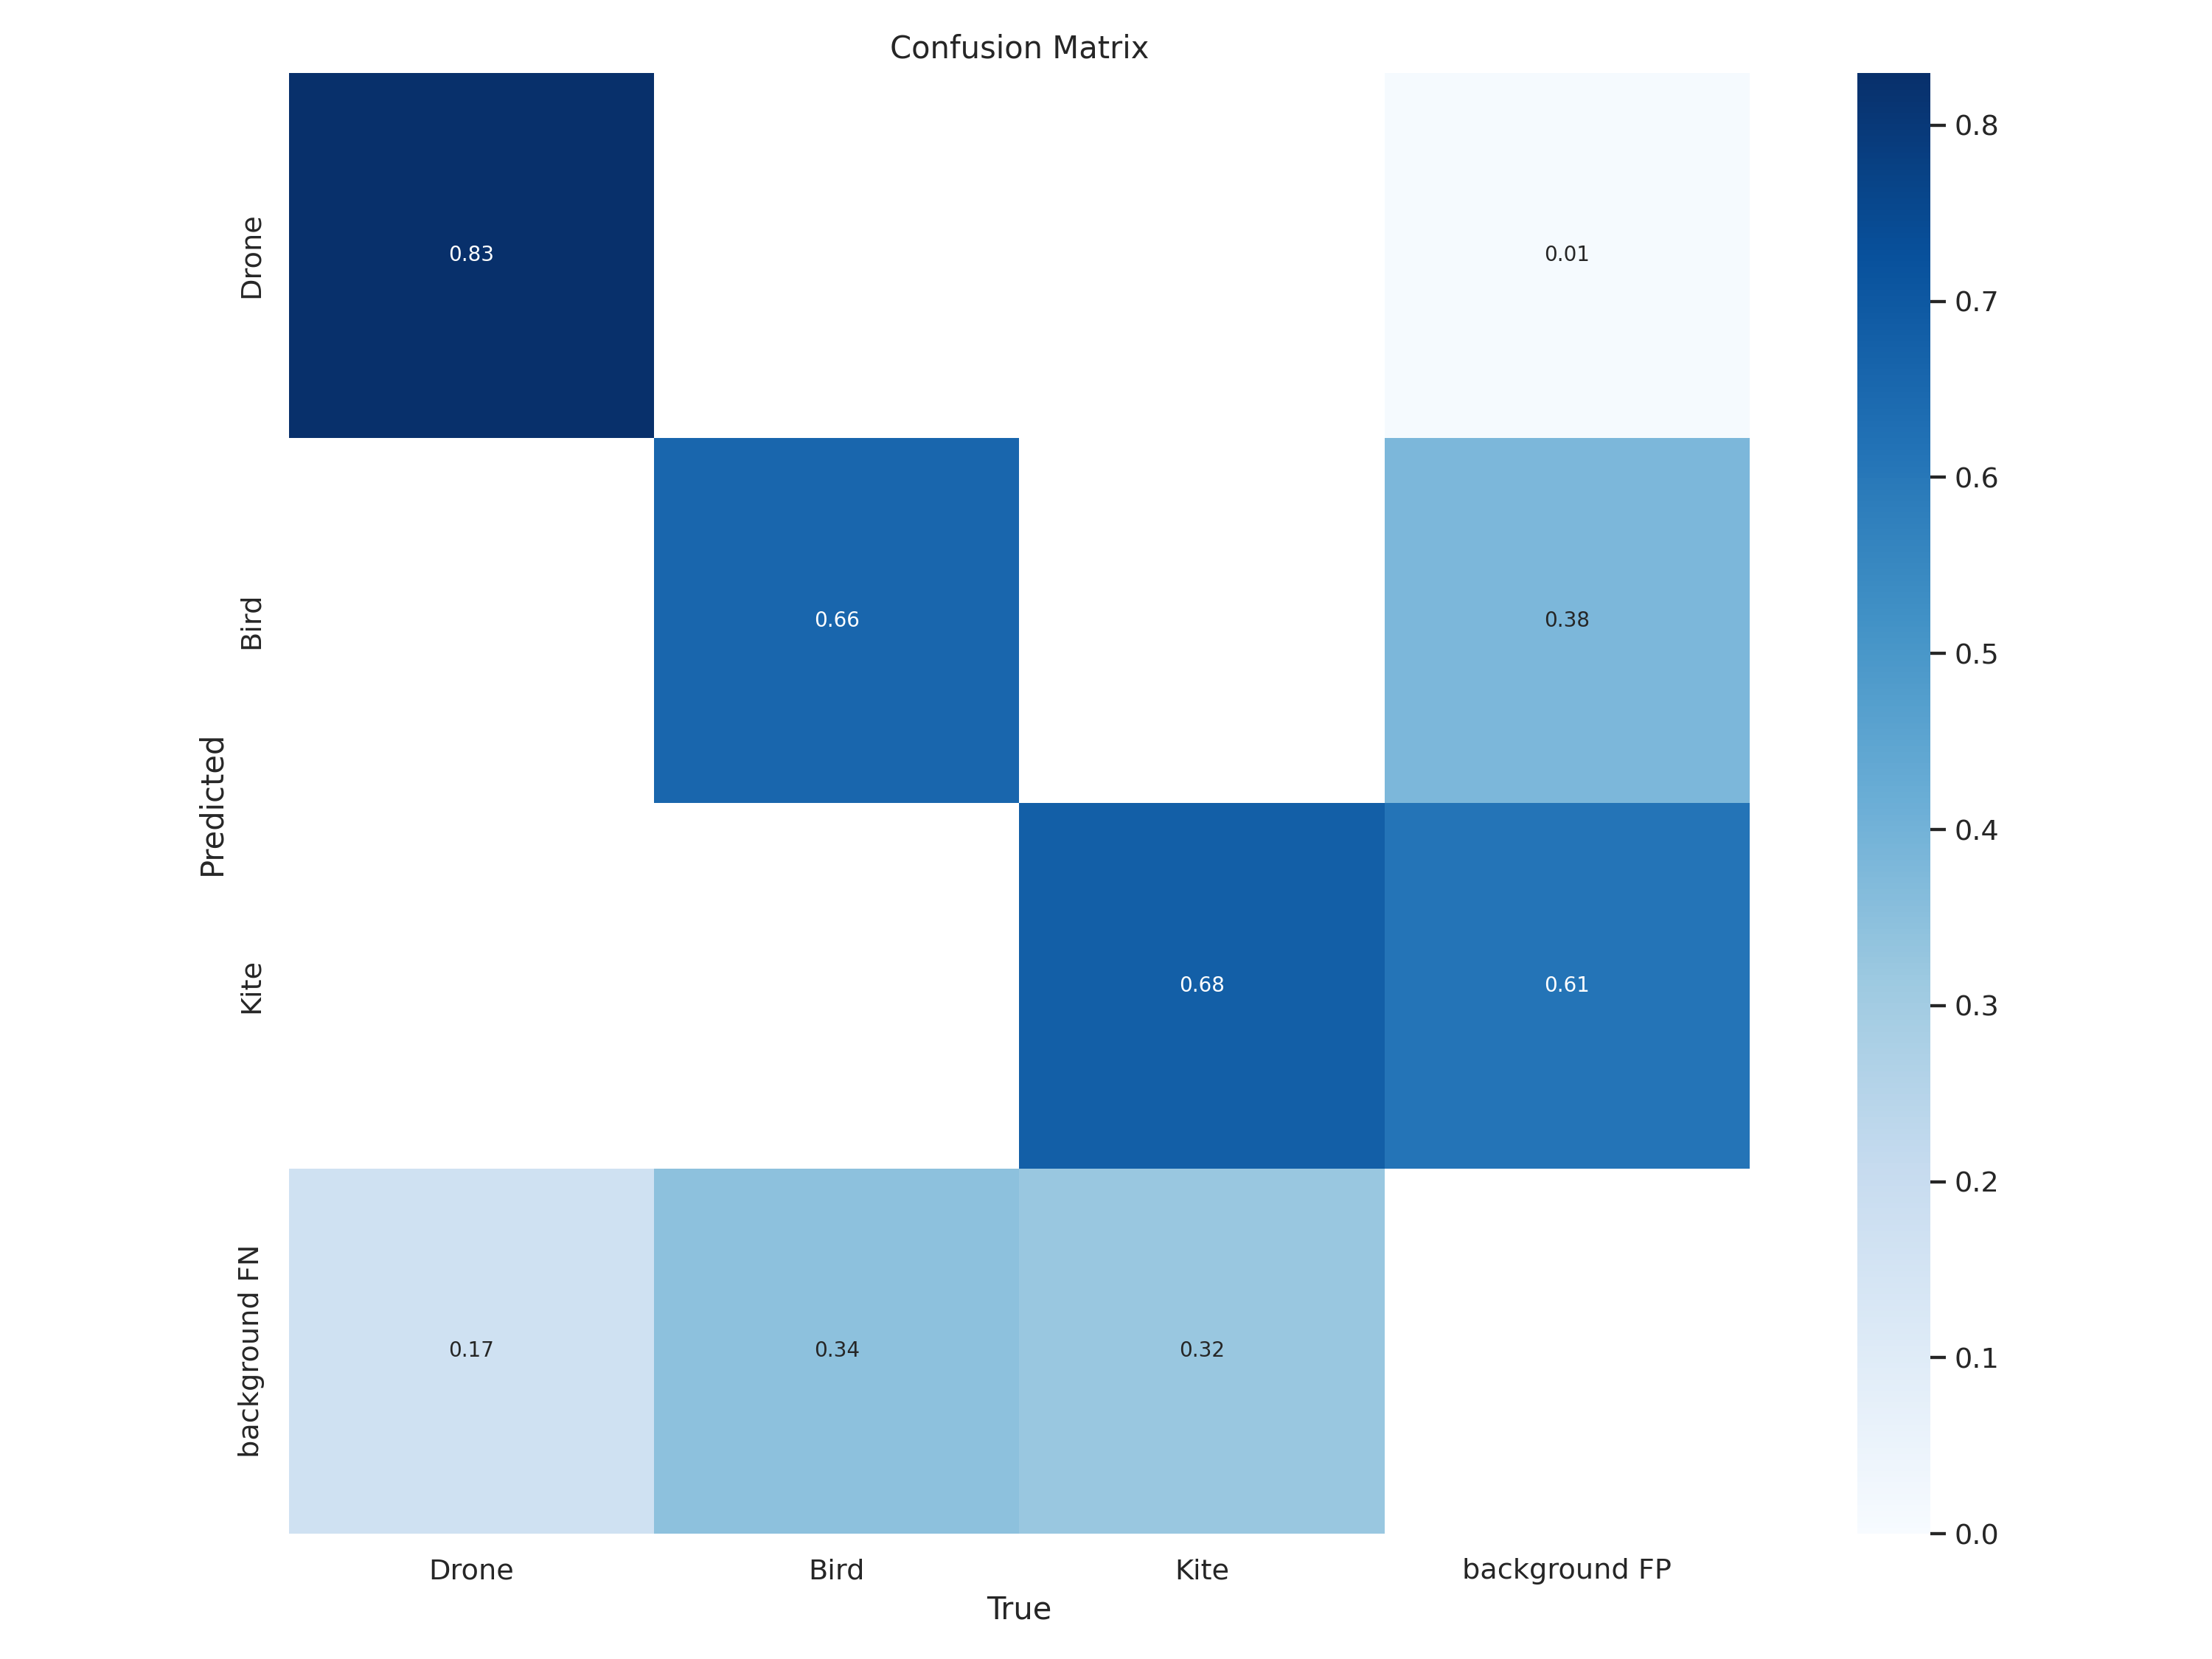 Confusion Matrix
Drone
0.83
0.01
0.8
0.7
Bird
0.66
0.38
0.6
0.5
Predicted
0.4
Kite
0.68
0.61
0.3
0.2
background FN
0.17
0.34
0.32
0.1
0.0
Drone
Bird
Kite
background FP
True